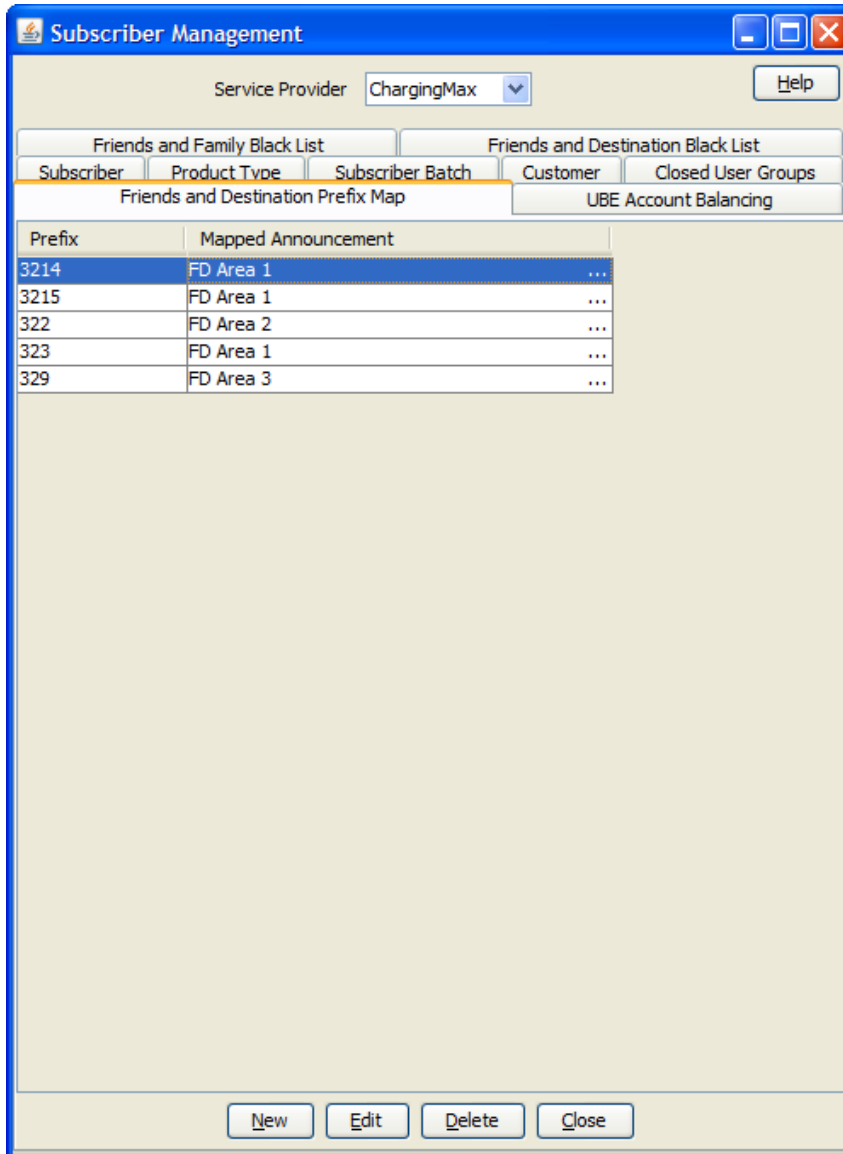 Subscriber Management
Service Provider ChargingMax Help
Friends and Family Black List Friends and Destination Black List
Subscriber Product Type Subscriber Batch Customer Closed User Groups
Friends and Destination Prefix Map UBE Account Balancing
Prefix Mapped Announcement
3214 FD Area 1 ...
3215 FD Area 1 ...
322 FD Area 2 ...
323 FD Area 1 ...
329 FD Area 3 ...
New Edit Delete Close